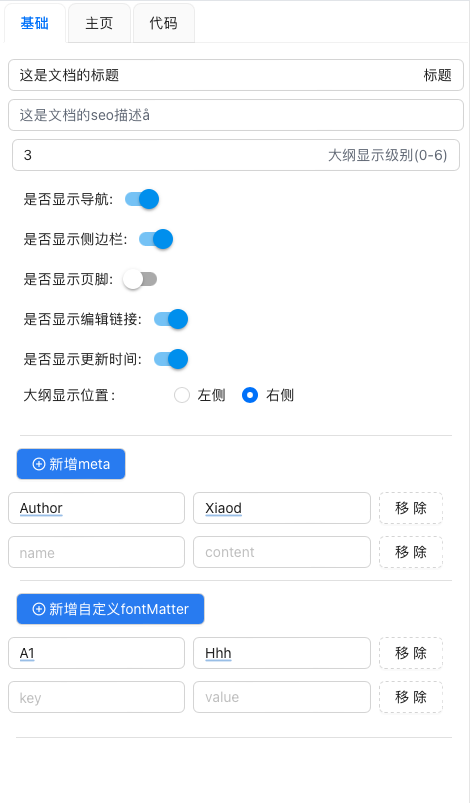 基础 主页 代码
这是文档的标题 标题
这是文档的seo描述å
3 大纲显示级别(0-6)
是否显示导航:
是否显示侧边栏:
是否显示页脚:
是否显示编辑链接:
是否显示更新时间:
大纲显示位置: 左侧 右侧
新增meta
Author Xiaod 移 除
name content 移 除
新增自定义fontMatter
A1 Hhh 移 除
key value 移 除